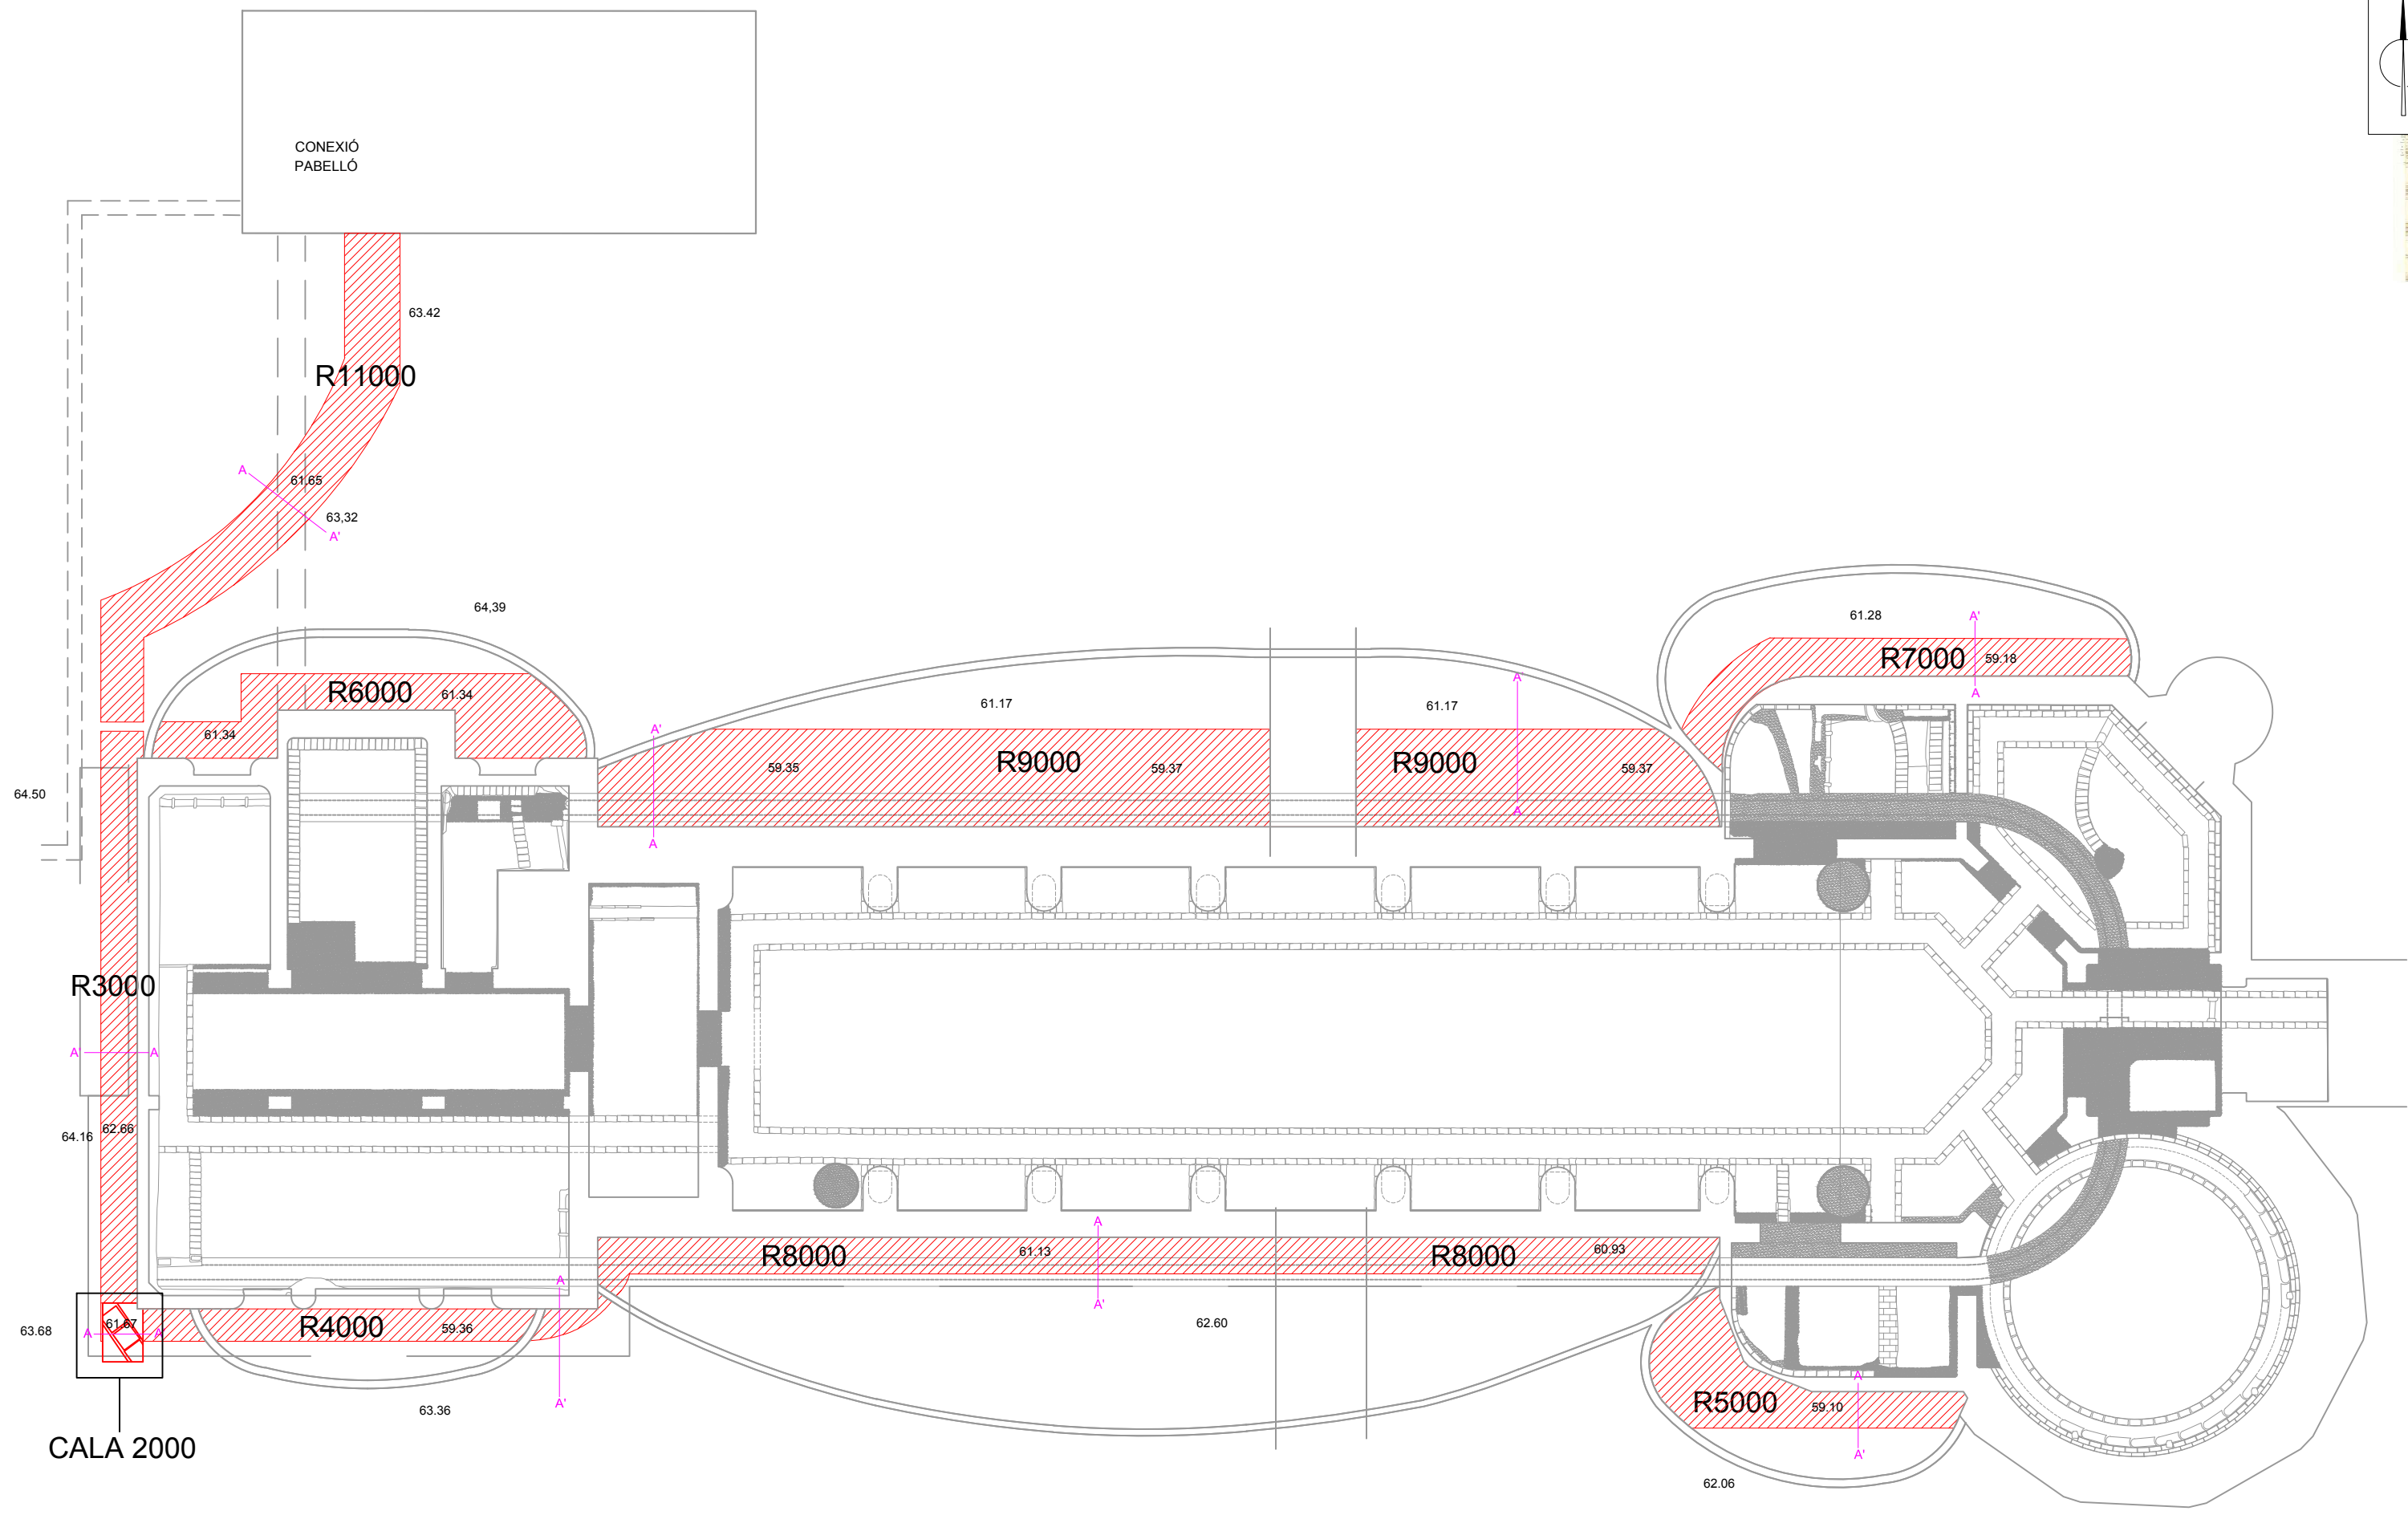 CONEXIÓ
PABELLÓ
63.42
R11000
A
61.65
63,32
A'
64,39
61.28
A'
R7000
59.18
A
R6000
61.34
61.34
A'
61.17
A'
61.17
64.50
59.35
R9000
59.37
R9000
59.37
A
A
R3000
A'
A
64.16
62.66
A
R8000
61.13
R8000
60.93
A
A'
63.68
A
61.67
A
R4000
59.36
62.60
A
63.36
A'
R5000
59.10
A'
CALA 2000
62.06